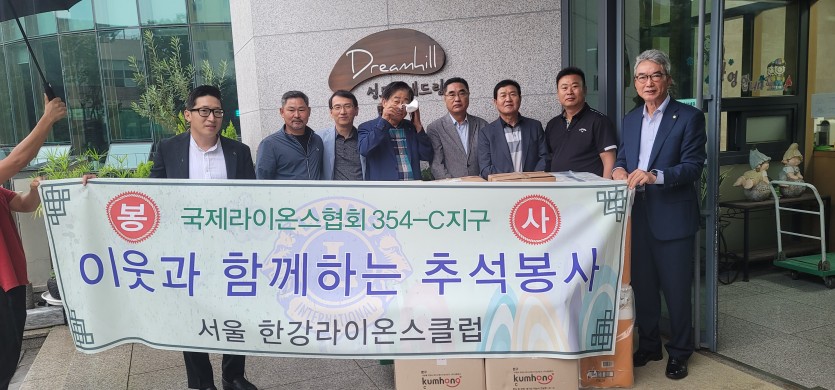 Dreamhill
봉 사
국제라이온스협회 354-C지구
이웃과 함께하는 추석봉사
L
INTERNATIONAL
서울 한강라이온스클럽
kumhong kumhong